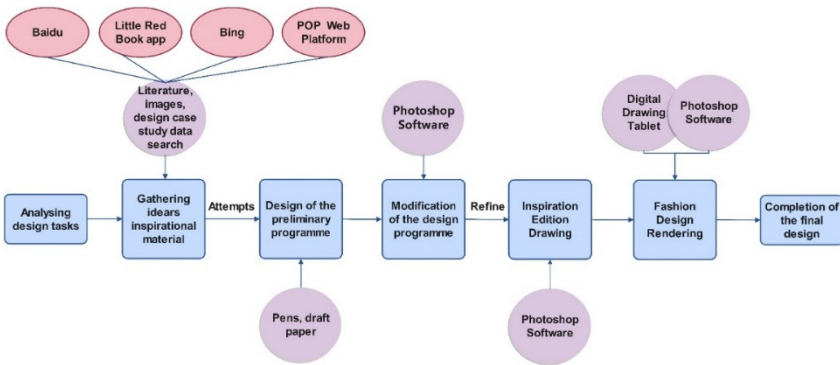 Baidu
Little Red
Book app
Bing
POP Web
Platform
Literature,
images,
design case
study data
search
Photoshop
Software
Digital
Drawing
Tablet
Photoshop
Software
Analysing
design tasks
Gathering
idears
inspirational
material
Attempts
Design of the
preliminary
programme
Modification
of the design
programme
Refine
Inspiration
Edition
Drawing
Fashion
Design
Rendering
Completion of
the final
design
Pens, draft
paper
Photoshop
Software